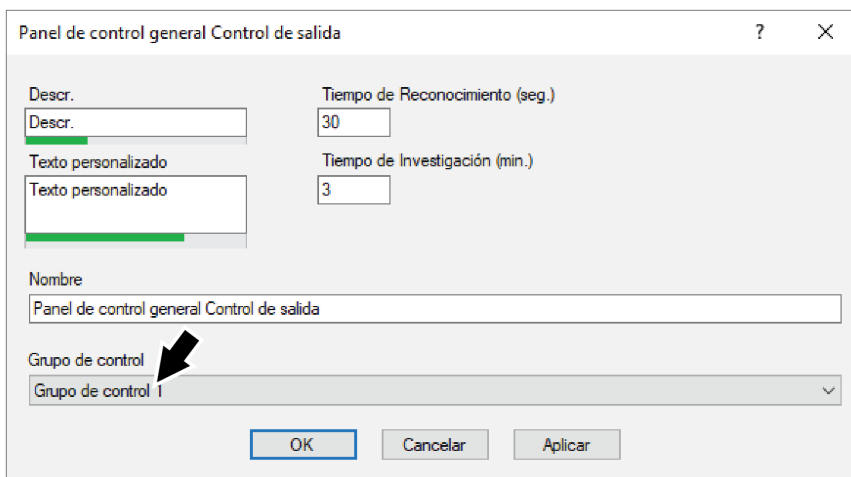 Panel de control general Control de salida ?
Descr.
Tiempo de Reconocimiento (seg.)
Descr.
30
Texto personalizado
Tiempo de Investigación (min.)
Texto personalizado
3
Nombre
Panel de control general Control de salida
Grupo de control
Grupo de control 1
OK
Cancelar
Aplicar